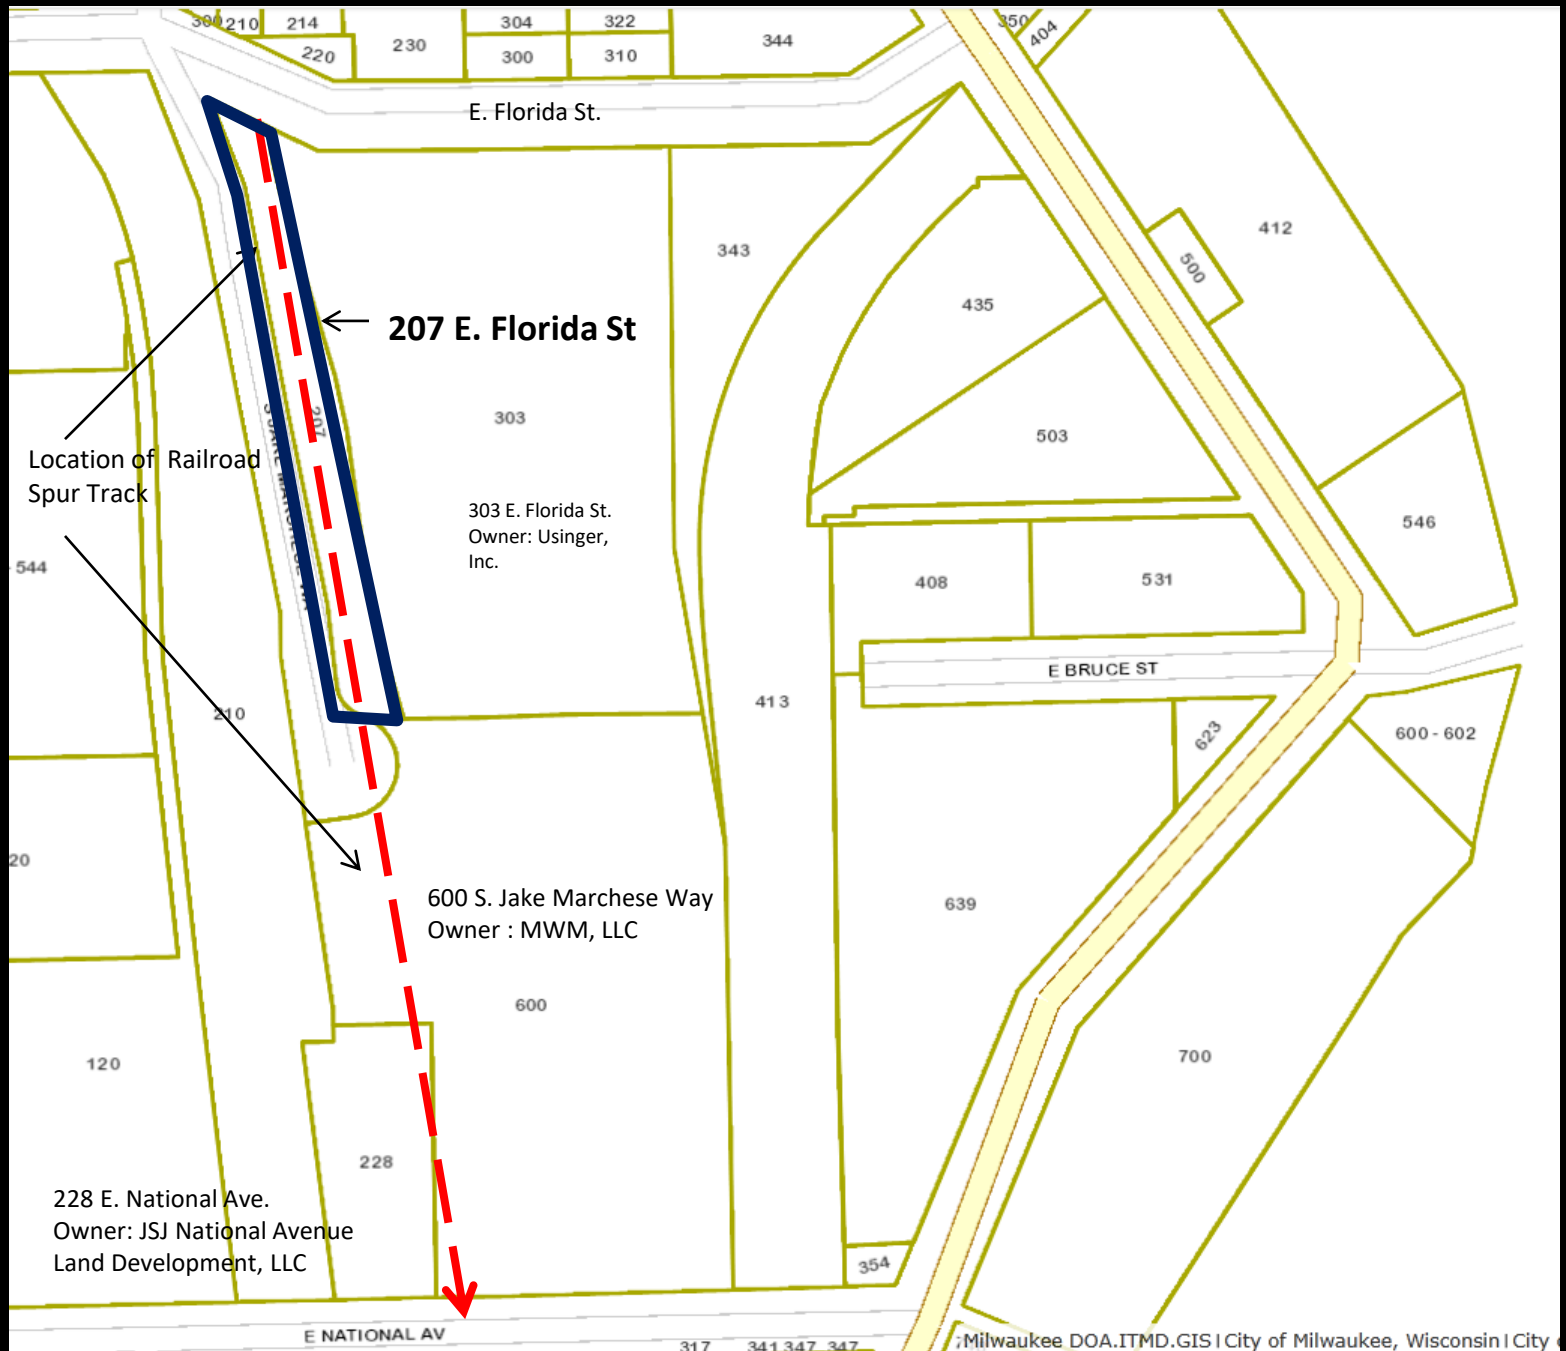 300
210
214
220
230
304
322
300
310
344
350
404
E. Florida St.
412
500
343
435
207 E. Florida St
207
303
503
Location of Railroad
Spur Track
303 E. Florida St.
Owner: Usinger,
Inc.
546
544
408
531
E BRUCE ST
210
413
623
600 - 602
20
600 S. Jake Marchese Way
Owner : MWM, LLC
639
600
120
700
228
228 E. National Ave.
Owner: JSJ National Avenue
Land Development, LLC
354
E NATIONAL AV
317
341 347 347
Milwaukee DOA.ITMD.GIS | City of Milwaukee, Wisconsin | City